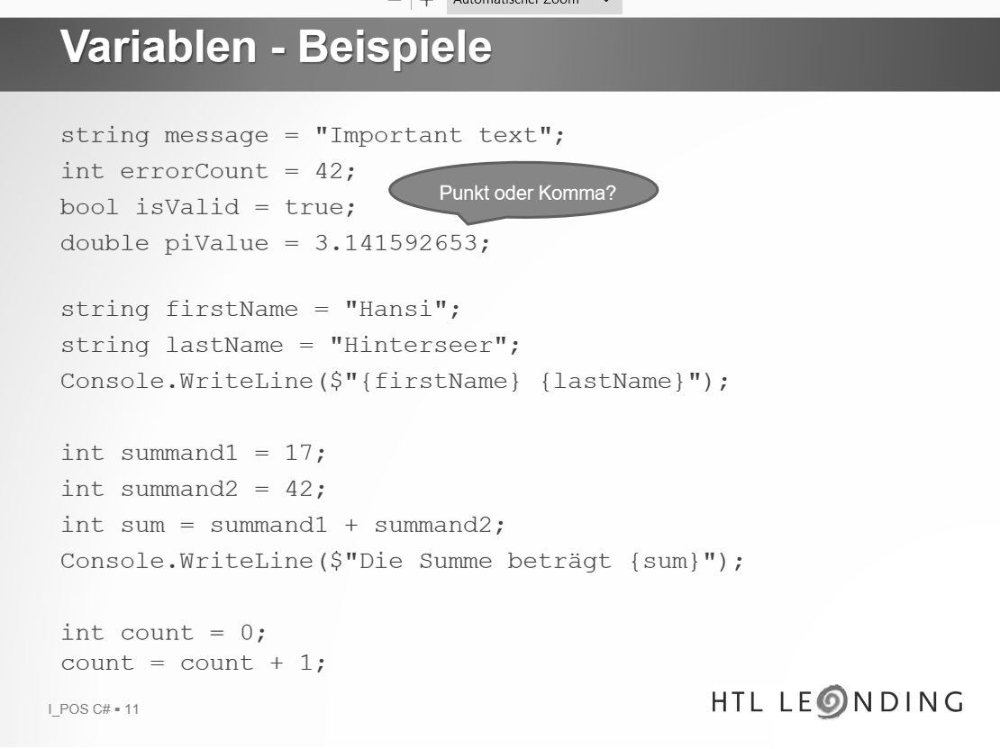 Automatischer Zoom
Variablen - Beispiele
string message = "Important text";
int errorCount = 42;
Punkt oder Komma?
bool isValid = true;
double piValue = 3.141592653;
string firstName = "Hansi";
string lastName = "Hinterseer";
Console.WriteLine($"{firstName} {lastName}");
int summand1 = 17;
int summand2 = 42;
int sum = summand1 + summand2;
Console.WriteLine($"Die Summe beträgt {sum}");
int count = 0;
count = count + 1;
I_POS C# ▪ 11
HTL LEONDING